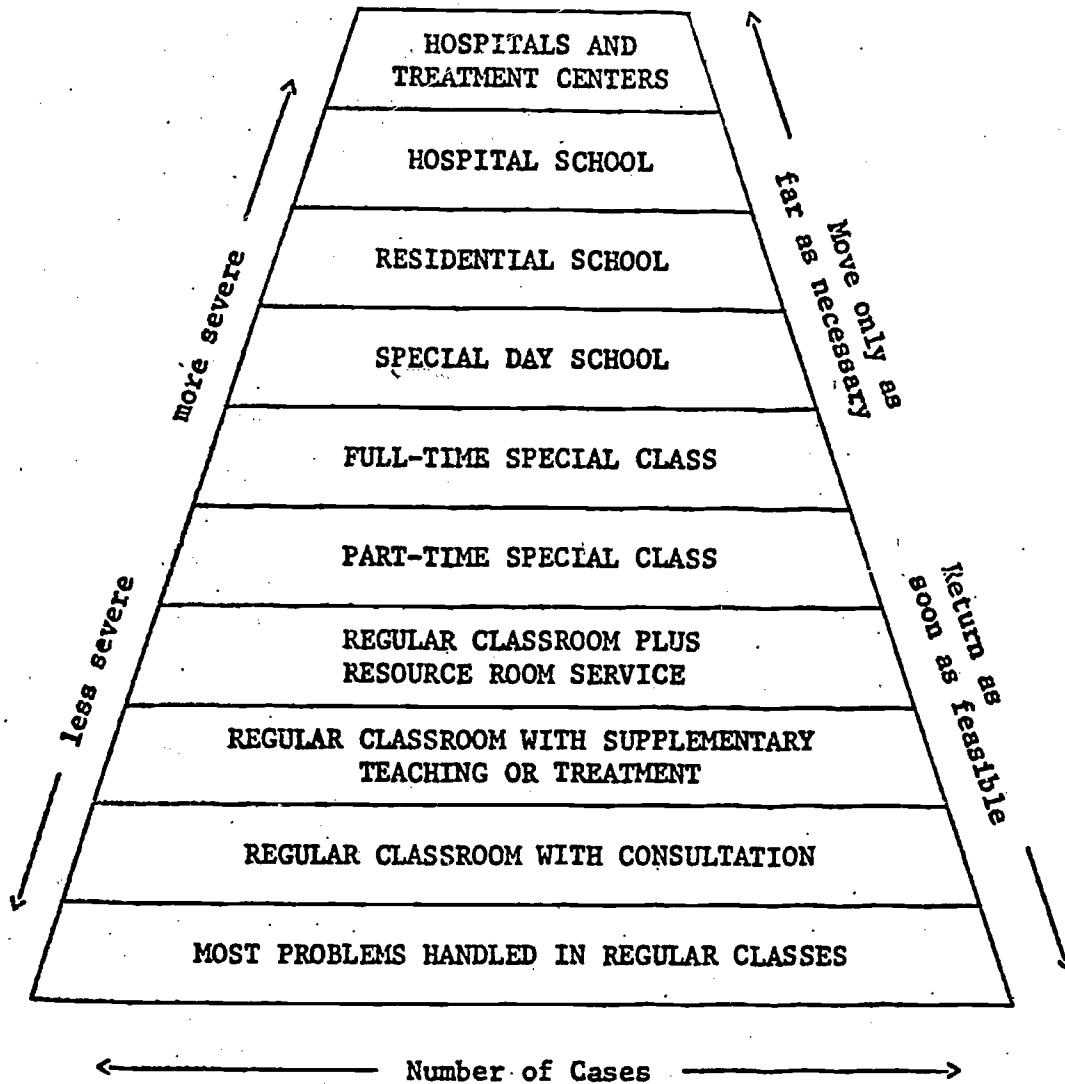 HOSPITALS AND
TREATMENT CENTERS
HOSPITAL SCHOOL
RESIDENTIAL SCHOOL
SPECIAL DAY SCHOOL
FULL-TIME SPECIAL CLASS
PART-TIME SPECIAL CLASS
REGULAR CLASSROOM PLUS
RESOURCE ROOM SERVICE
REGULAR CLASSROOM WITH SUPPLEMENTARY
TEACHING OR TREATMENT
REGULAR CLASSROOM WITH CONSULTATION
MOST PROBLEMS HANDLED IN REGULAR CLASSES
more severe
less severe
Move only as
far as necessary
Return as
soon as feasible
Number of Cases